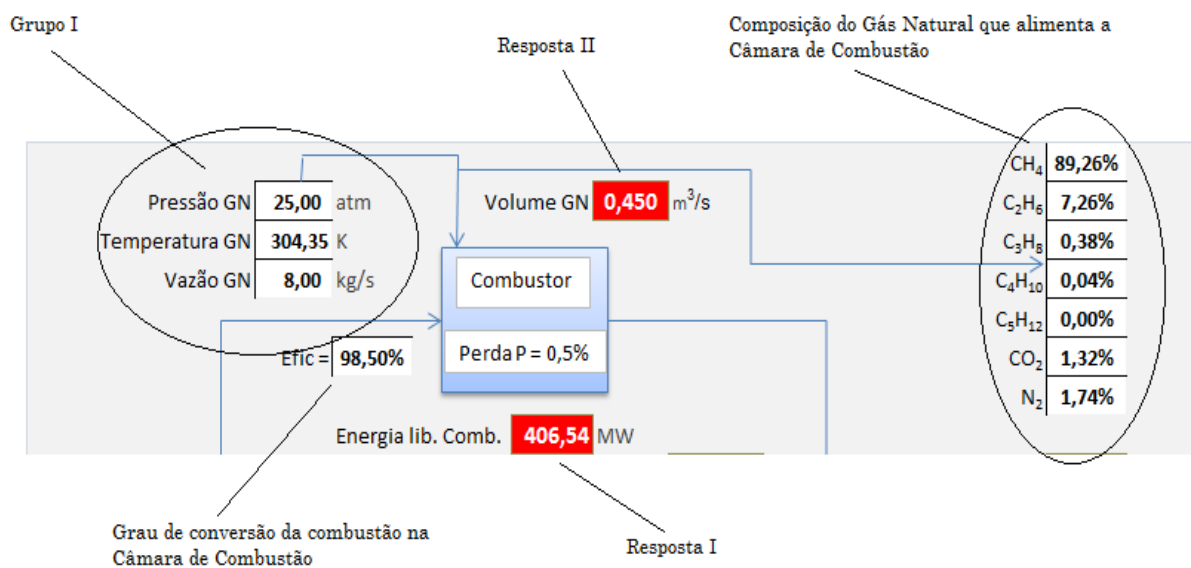 Grupo I
Resposta II
Composição do Gás Natural que alimenta a
Câmara de Combustão
Pressão GN 25,00 atm
Temperatura GN 304,35 K
Vazão GN 8,00 kg/s
Volume GN 0,450 m³/s
CH₄ 89,26%
C₂H₆ 7,26%
C₃H₈ 0,38%
C₄H₁₀ 0,04%
C₅H₁₂ 0,00%
CO₂ 1,32%
N₂ 1,74%
Combustor
Perda P = 0,5%
Efic = 98,50%
Energia lib. Comb. 406,54 MW
Grau de conversão da combustão na
Câmara de Combustão
Resposta I